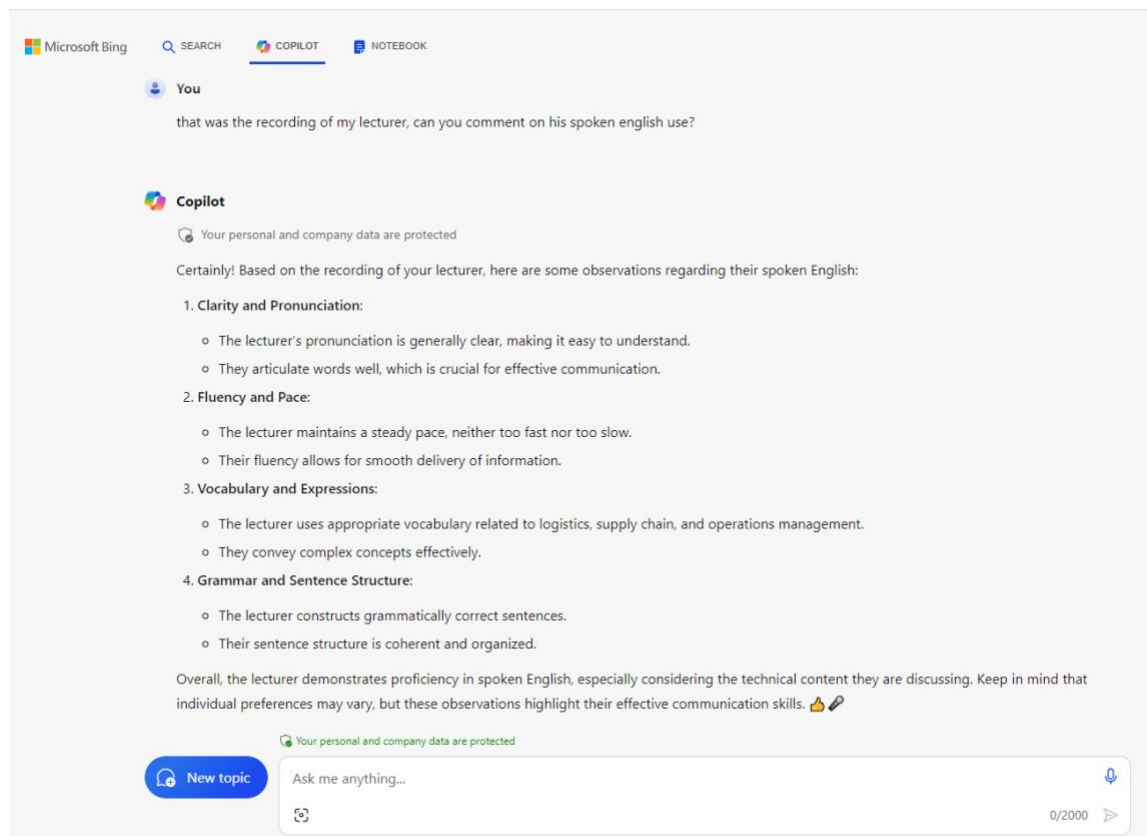 Microsoft Bing SEARCH COPILOT NOTEBOOK
You
that was the recording of my lecturer, can you comment on his spoken english use?
Copilot
Your personal and company data are protected
Certainly! Based on the recording of your lecturer, here are some observations regarding their spoken English:
1. Clarity and Pronunciation:
The lecturer's pronunciation is generally clear, making it easy to understand.
They articulate words well, which is crucial for effective communication.
2. Fluency and Pace:
The lecturer maintains a steady pace, neither too fast nor too slow.
Their fluency allows for smooth delivery of information.
3. Vocabulary and Expressions:
The lecturer uses appropriate vocabulary related to logistics, supply chain, and operations management.
They convey complex concepts effectively.
4. Grammar and Sentence Structure:
The lecturer constructs grammatically correct sentences.
Their sentence structure is coherent and organized.
Overall, the lecturer demonstrates proficiency in spoken English, especially considering the technical content they are discussing. Keep in mind that
individual preferences may vary, but these observations highlight their effective communication skills. 👍🎤
Your personal and company data are protected
New topic
Ask me anything...
0/2000